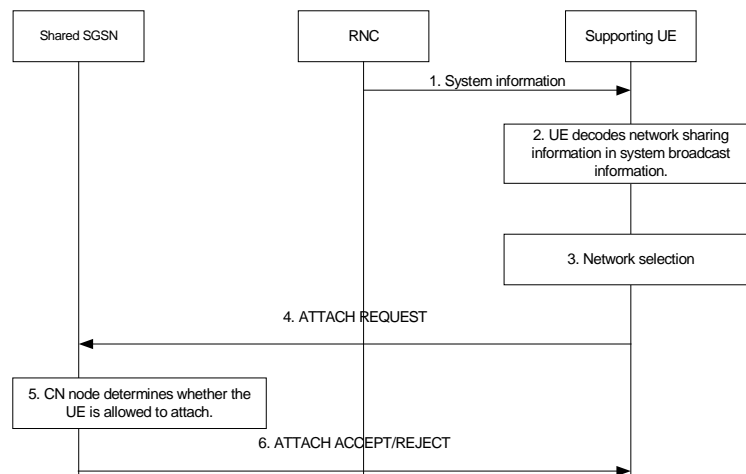 Shared SGSN
RNC
Supporting UE
1. System information
2. UE decodes network sharing
information in system broadcast
information.
3. Network selection
4. ATTACH REQUEST
5. CN node determines whether the
UE is allowed to attach.
6. ATTACH ACCEPT/REJECT